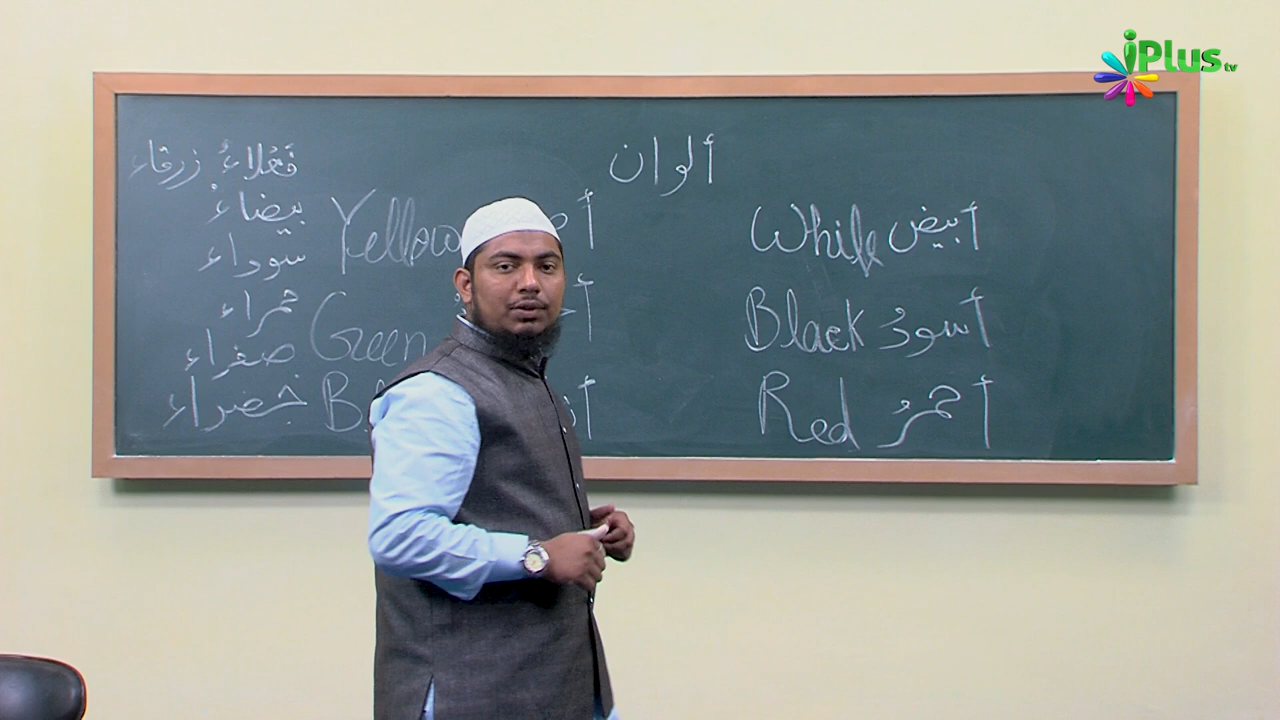 iPlus tv
ألوان
أبيض White
أسودُ Black
أحمرُ Red
Yellow
Green
فَعْلاءُ زرقاء
بيضاءُ
سوداء
حمراء
صفراء
خضراء